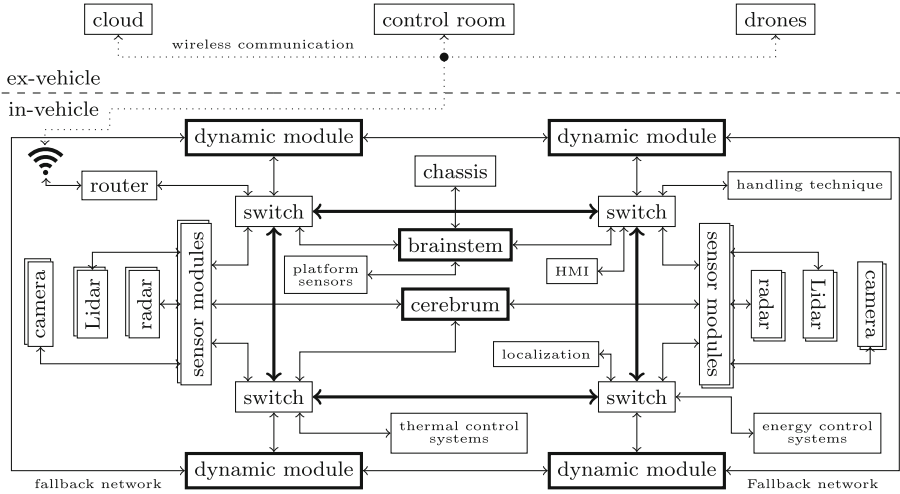 cloud
control room
drones
wireless communication
ex-vehicle
in-vehicle
dynamic module
dynamic module
router
chassis
handling technique
switch
switch
brainstem
platform
sensors
HMI
camera
Lidar
radar
sensor modules
cerebrum
sensor modules
radar
Lidar
camera
localization
switch
switch
thermal control
systems
energy control
systems
dynamic module
dynamic module
fallback network
Fallback network